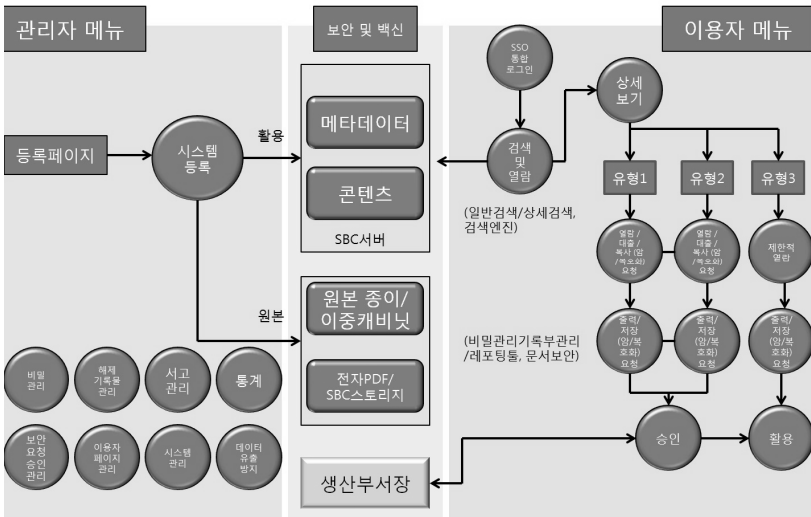 관리자 메뉴
보안 및 백신
이용자 메뉴
등록페이지
시스템
등록
활용
원본
메타데이터
콘텐츠
SBC서버
원본 종이/
이중캐비닛
전자PDF/
SBC스토리지
생산부서장
비밀
관리
해제
기록물
관리
서고
관리
통계
보안
요청
승인
관리
이용자
페이지
관리
시스템
관리
데이터
유출
방지
SSO
통합
로그인
검색
및
열람
(일반검색/상세검색,
검색엔진)
(비밀관리기록부관리
/레포팅툴, 문서보안)
상세
보기
유형1
유형2
유형3
열람 /
대출 /
복사 (암
/복호화)
요청
열람 /
대출 /
복사 (암
/복호화)
요청
제한적
열람
출력/
저장
(암/복
호화)
요청
출력/
저장
(암/복
호화)
요청
출력/
저장
(암/복
호화)
요청
승인
활용